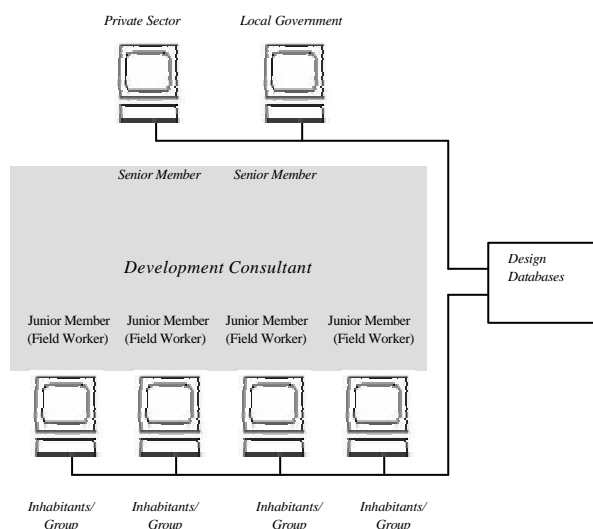 Private Sector Local Government
Senior Member Senior Member
Design
Databases
Development Consultant
Junior Member Junior Member Junior Member Junior Member
(Field Worker) (Field Worker) (Field Worker) (Field Worker)
Inhabitants/ Inhabitants/ Inhabitants/ Inhabitants/
Group Group Group Group